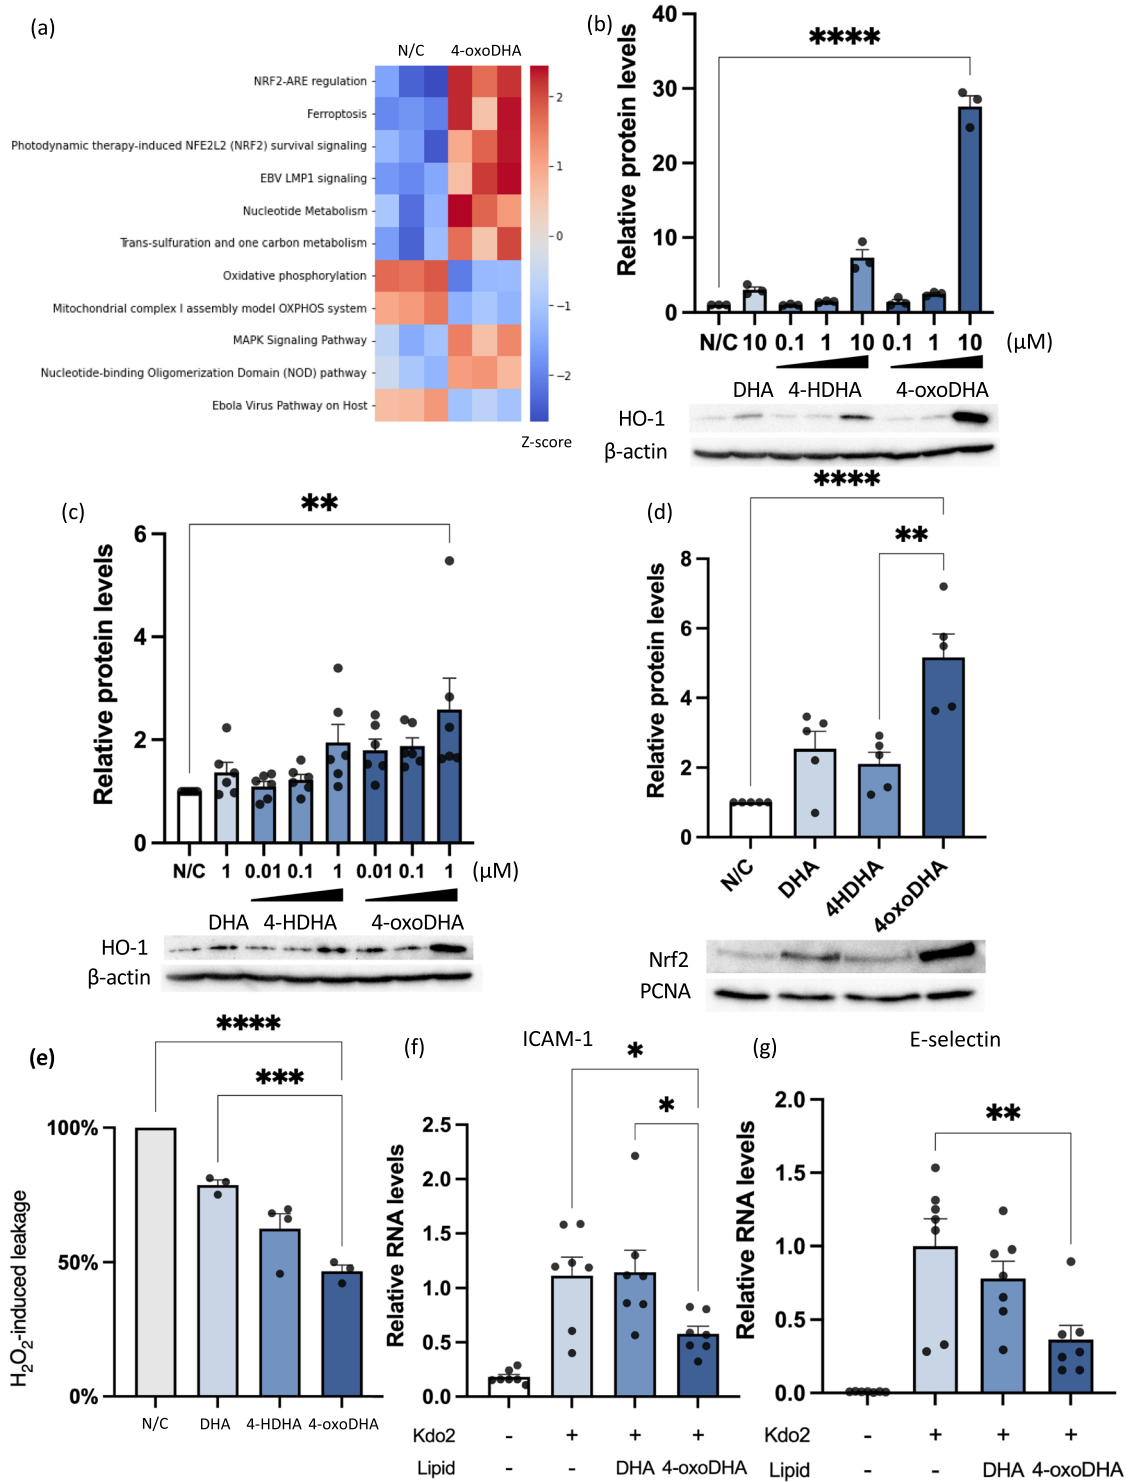 (a)
N/C 4-oxoDHA
NRF2-ARE regulation
Ferroptosis
Photodynamic therapy-induced NFE2L2 (NRF2) survival signaling
EBV LMP1 signaling
Nucleotide Metabolism
Trans-sulfuration and one carbon metabolism
Oxidative phosphorylation
Mitochondrial complex I assembly model OXPHOS system
MAPK Signaling Pathway
Nucleotide-binding Oligomerization Domain (NOD) pathway
Ebola Virus Pathway on Host
2
1
0
−1
−2
Z-score
(b)
Relative protein levels
40
30
20
10
0
****
N/C 10 0.1 1 10 0.1 1 10 (μM)
DHA 4-HDHA 4-oxoDHA
HO-1
β-actin
(c)
Relative protein levels
6
4
2
0
**
N/C 1 0.01 0.1 1 0.01 0.1 1 (μM)
DHA 4-HDHA 4-oxoDHA
HO-1
β-actin
(d)
Relative protein levels
8
6
4
2
0
****
**
N/C DHA 4HDHA 4oxoDHA
Nrf2
PCNA
(e)
H2O2-induced leakage
100%
50%
0%
****
***
N/C DHA 4-HDHA 4-oxoDHA
(f)
ICAM-1
Relative RNA levels
2.5
2.0
1.5
1.0
0.5
0.0
*
*
Kdo2 - + + +
Lipid - - DHA 4-oxoDHA
(g)
E-selectin
Relative RNA levels
2.0
1.5
1.0
0.5
0.0
**
Kdo2 - + + +
Lipid - - DHA 4-oxoDHA